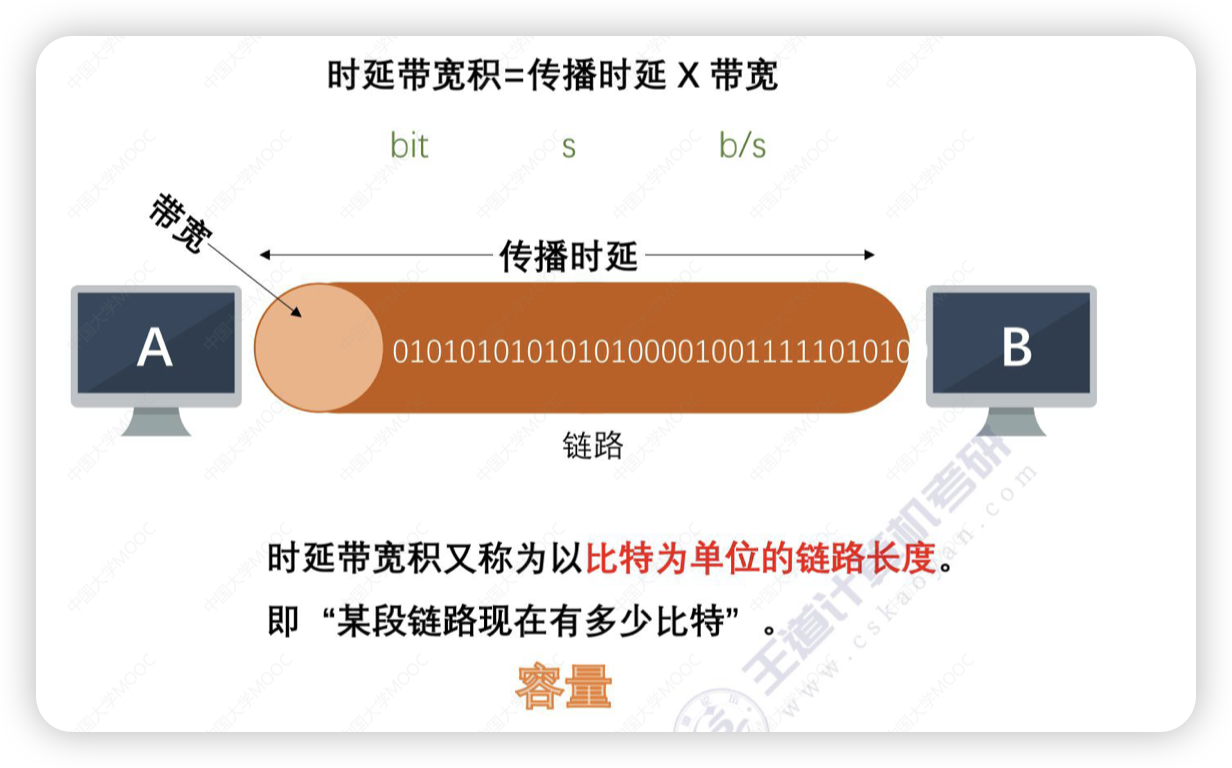 时延带宽积=传播时延 X 带宽
bit s b/s
带宽
传播时延
A
01010101010101000010011111010100
B
链路
时延带宽积又称为以比特为单位的链路长度。
即“某段链路现在有多少比特”。
容量
王道计算机考研
www.cskaoyan.com
中国大学MOOC